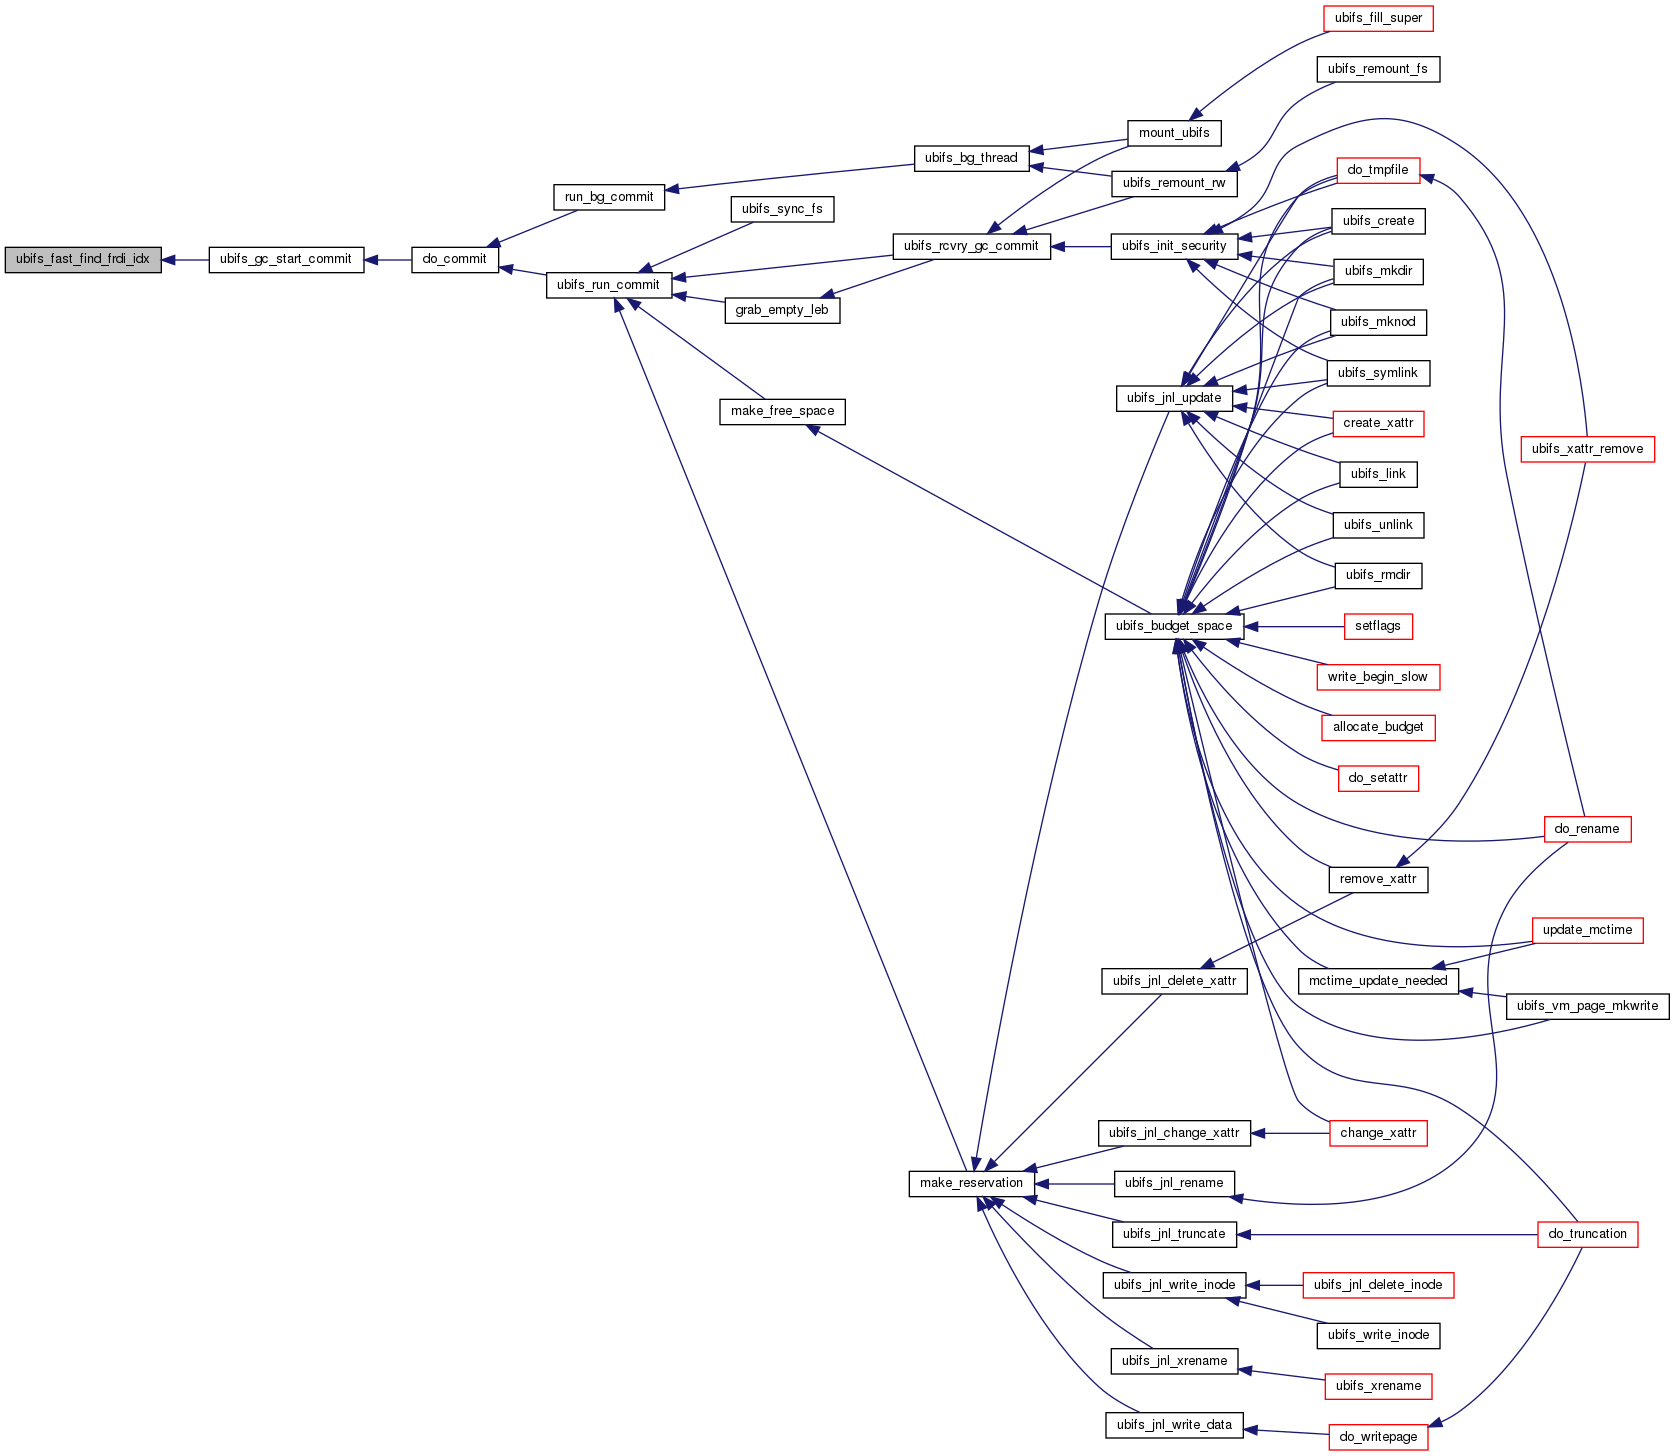 ubifs_fill_super
ubifs_remount_fs
mount_ubifs
ubifs_bg_thread
do_tmpfile
ubifs_remount_rw
run_bg_commit
ubifs_sync_fs
ubifs_create
ubifs_rcvry_gc_commit
ubifs_init_security
ubifs_fast_find_frdi_idx
ubifs_gc_start_commit
do_commit
ubifs_mkdir
ubifs_run_commit
grab_empty_leb
ubifs_mknod
ubifs_symlink
ubifs_jnl_update
make_free_space
create_xattr
ubifs_xattr_remove
ubifs_link
ubifs_unlink
ubifs_rmdir
ubifs_budget_space
setflags
write_begin_slow
allocate_budget
do_setattr
do_rename
remove_xattr
update_mctime
ubifs_jnl_delete_xattr
mctime_update_needed
ubifs_vm_page_mkwrite
ubifs_jnl_change_xattr
change_xattr
make_reservation
ubifs_jnl_rename
ubifs_jnl_truncate
do_truncation
ubifs_jnl_write_inode
ubifs_jnl_delete_inode
ubifs_write_inode
ubifs_jnl_xrename
ubifs_xrename
ubifs_jnl_write_data
do_writepage